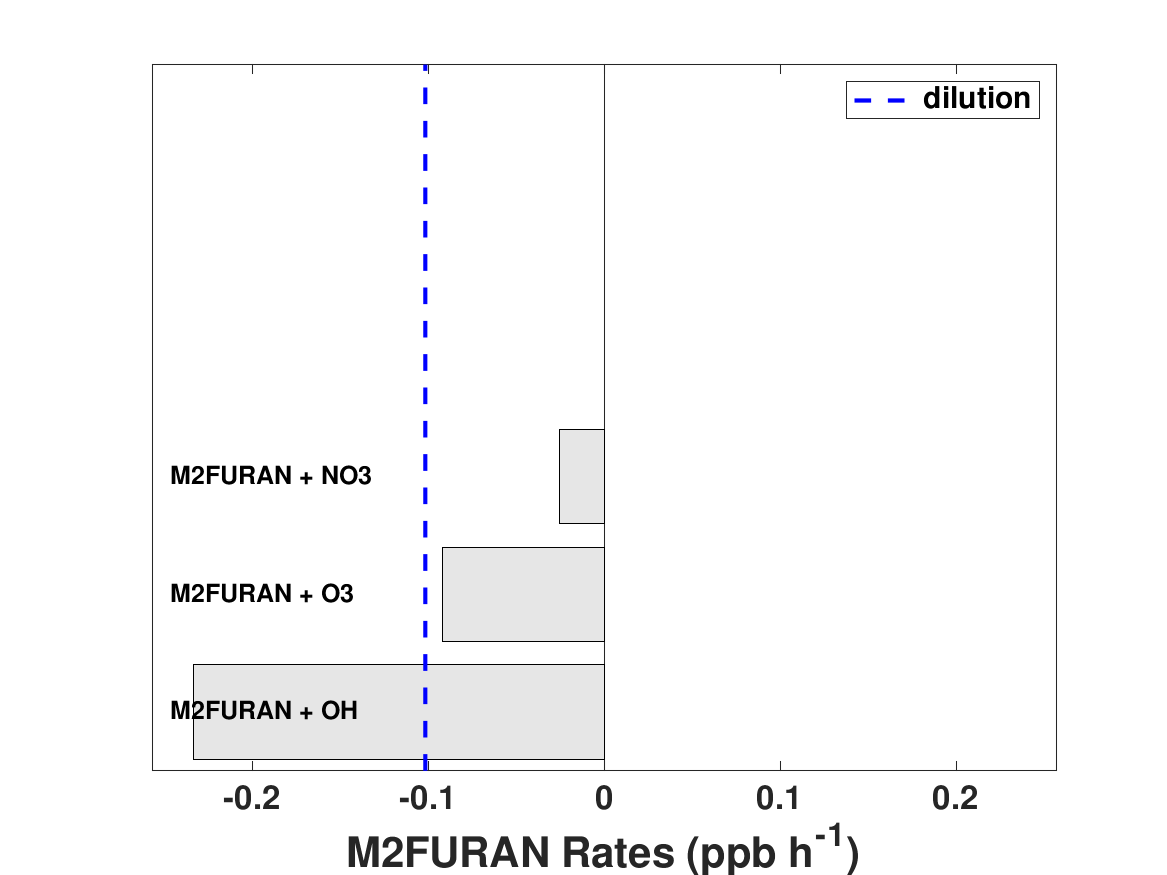 dilution
M2FURAN + NO3
M2FURAN + O3
M2FURAN + OH
-0.2 -0.1 0 0.1 0.2
M2FURAN Rates (ppb h⁻¹)